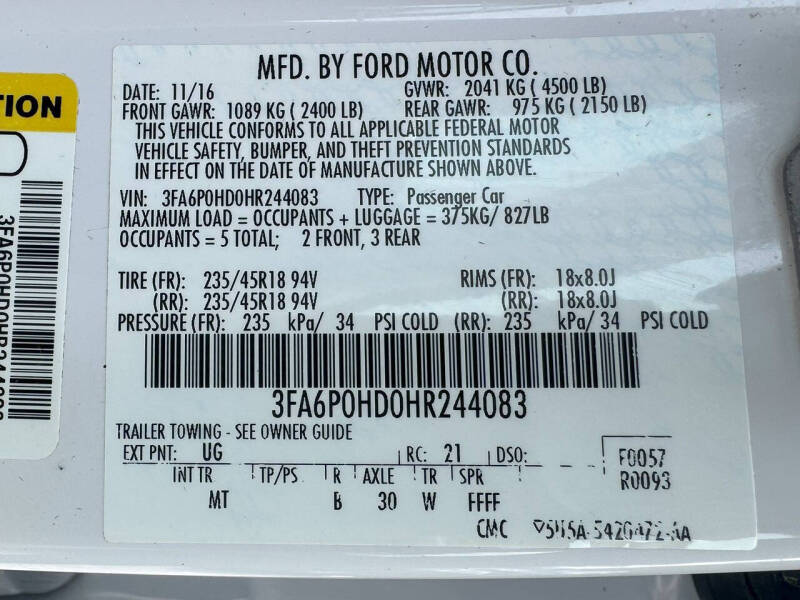 MFD. BY FORD MOTOR CO.
DATE: 11/16 GVWR: 2041 KG ( 4500 LB)
FRONT GAWR: 1089 KG ( 2400 LB) REAR GAWR: 975 KG ( 2150 LB)
THIS VEHICLE CONFORMS TO ALL APPLICABLE FEDERAL MOTOR
VEHICLE SAFETY, BUMPER, AND THEFT PREVENTION STANDARDS
IN EFFECT ON THE DATE OF MANUFACTURE SHOWN ABOVE.
VIN: 3FA6P0HD0HR244083 TYPE: Passenger Car
MAXIMUM LOAD = OCCUPANTS + LUGGAGE = 375KG/ 827LB
OCCUPANTS = 5 TOTAL; 2 FRONT, 3 REAR
TIRE (FR): 235/45R18 94V RIMS (FR): 18x8.0J
(RR): 235/45R18 94V (RR): 18x8.0J
PRESSURE (FR): 235 kPa/ 34 PSI COLD (RR): 235 kPa/ 34 PSI COLD
3FA6P0HD0HR244083
TRAILER TOWING - SEE OWNER GUIDE
EXT PNT: UG RC: 21 DSO: F0057
R0093
INT TR TP/PS R AXLE TR SPR
MT B 30 W FFFF
CMC
TION